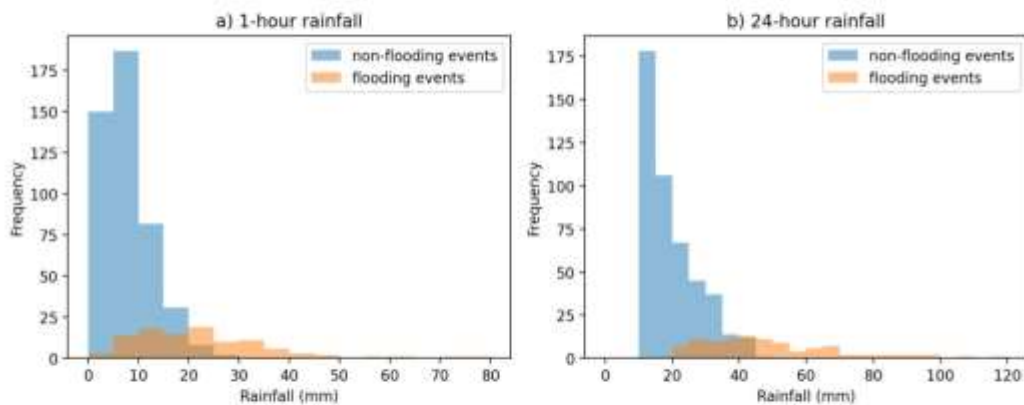 a) 1-hour rainfall
non-flooding events
flooding events
Frequency
175
150
125
100
75
50
25
0
0 10 20 30 40 50 60 70 80
Rainfall (mm)
b) 24-hour rainfall
non-flooding events
flooding events
Frequency
175
150
125
100
75
50
25
0
0 20 40 60 80 100 120
Rainfall (mm)